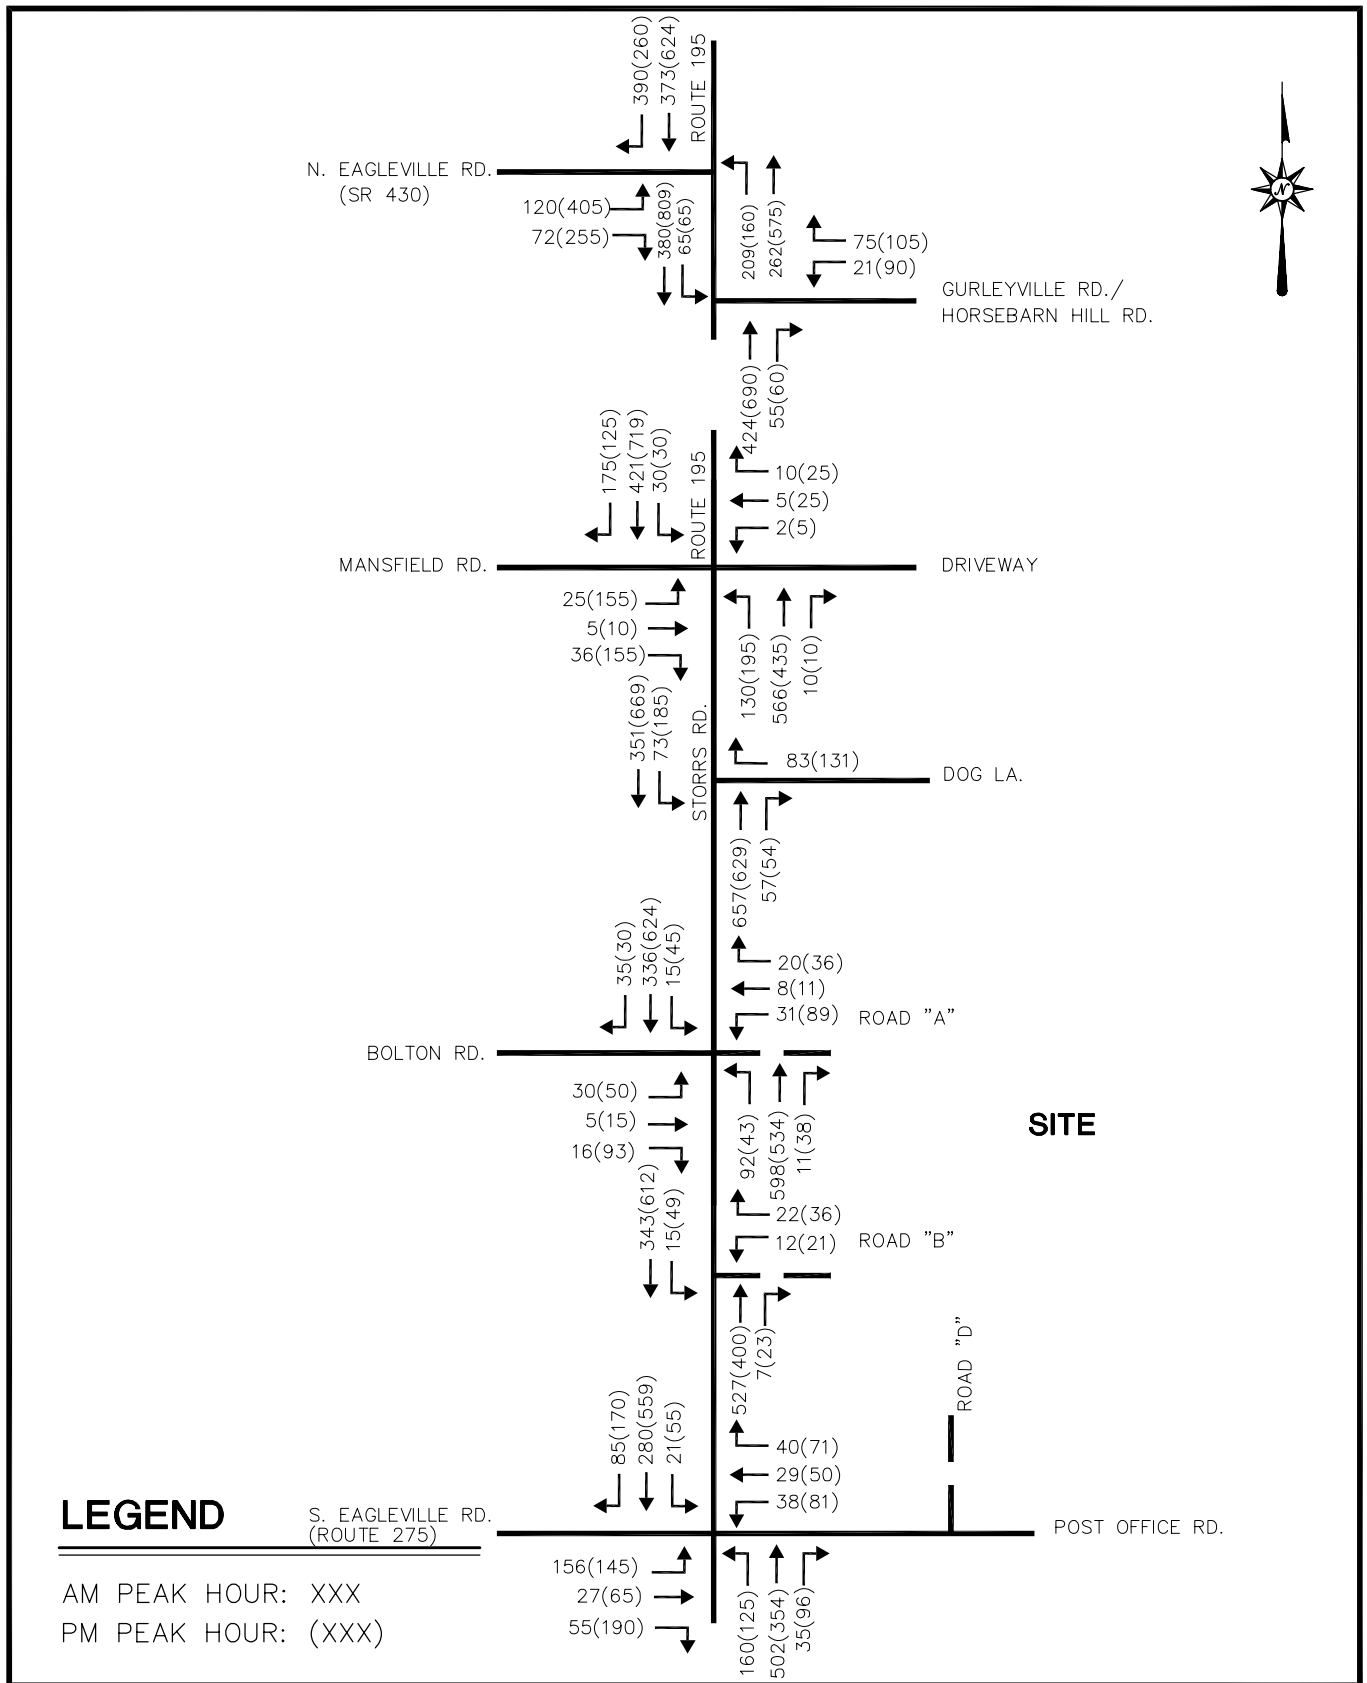 390(260)
373(624)
ROUTE 195
N. EAGLEVILLE RD.
(SR 430)
120(405)
72(255)
380(809)
65(65)
209(160)
262(575)
75(105)
21(90)
GURLEYVILLE RD./
HORSEBARN HILL RD.
N
424(690)
55(60)
175(125)
421(719)
30(30)
ROUTE 195
10(25)
5(25)
2(5)
MANSFIELD RD.
DRIVEWAY
25(155)
5(10)
36(155)
130(195)
566(435)
10(10)
351(669)
73(185)
STORRS RD.
83(131)
DOG LA.
657(629)
57(54)
35(30)
336(624)
15(45)
20(36)
8(11)
31(89)
ROAD "A"
BOLTON RD.
30(50)
5(15)
16(93)
92(43)
598(534)
11(38)
SITE
343(612)
15(49)
22(36)
12(21)
ROAD "B"
527(400)
7(23)
ROAD "D"
85(170)
280(559)
21(55)
40(71)
29(50)
38(81)
S. EAGLEVILLE RD.
(ROUTE 275)
POST OFFICE RD.
156(145)
27(65)
55(190)
160(125)
502(354)
35(96)
LEGEND
AM PEAK HOUR: XXX
PM PEAK HOUR: (XXX)